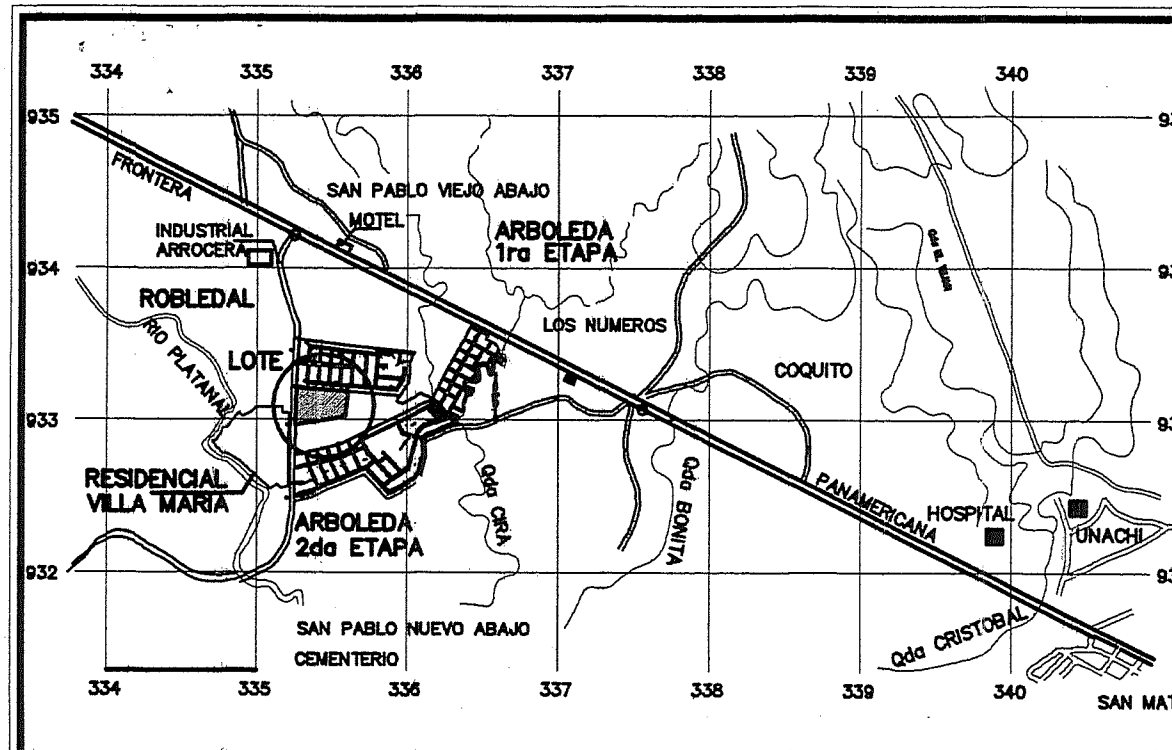 334 335 336 337 338 339 340
935
FRONTERA
SAN PABLO VIEJO ABAJO
MOTEL
INDUSTRIAL
ARROCERA
ARBOLEDA
1ra ETAPA
934
ROBLEDAL
RIO PLATANAL
LOS NUMEROS
LOTE
COQUITO
933
RESIDENCIAL
VILLA MARIA
ARBOLEDA
2da ETAPA
Qda CIRA
Qda BONITA
PANAMERICANA
HOSPITAL
UNACHI
932
SAN PABLO NUEVO ABAJO
CEMENTERIO
Qda CRISTOBAL
334 335 336 337 338 339 340
SAN MAT